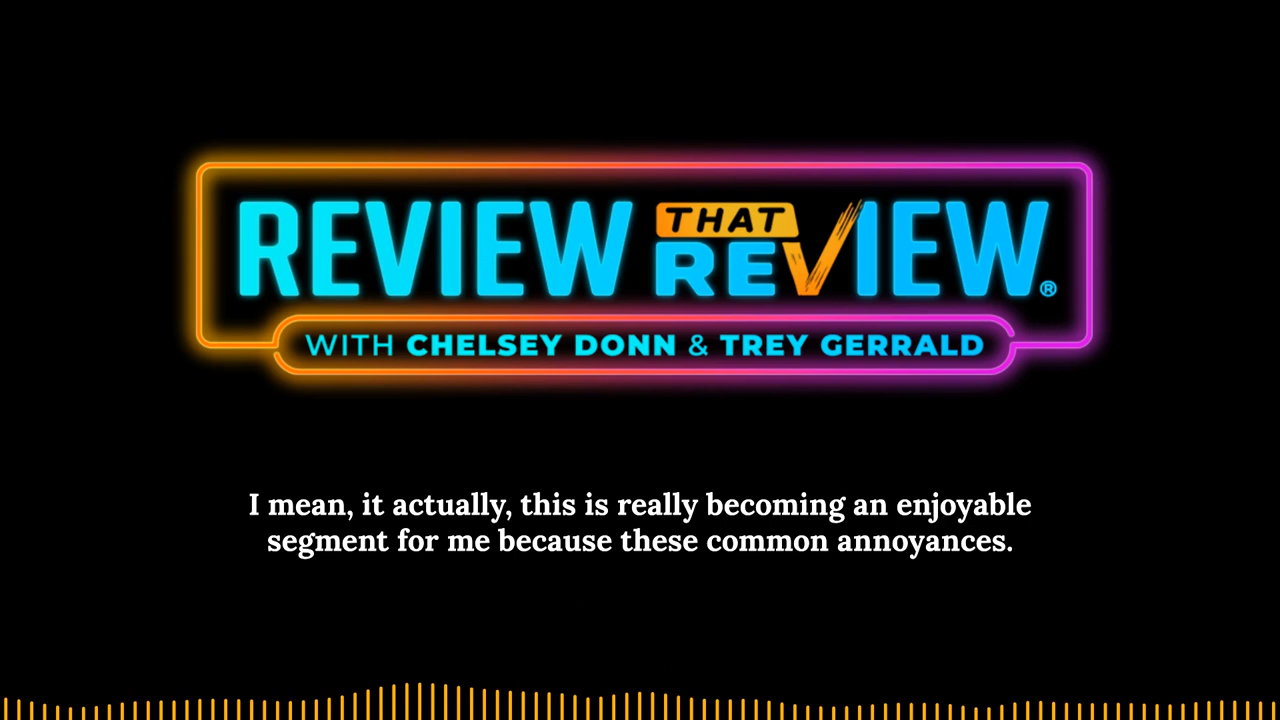 REVIEW THAT REVIEW®
WITH CHELSEY DONN & TREY GERRALD
I mean, it actually, this is really becoming an enjoyable
segment for me because these common annoyances.